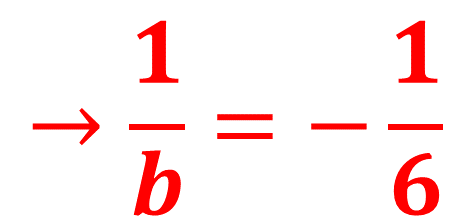 → 1/b = − 1/6